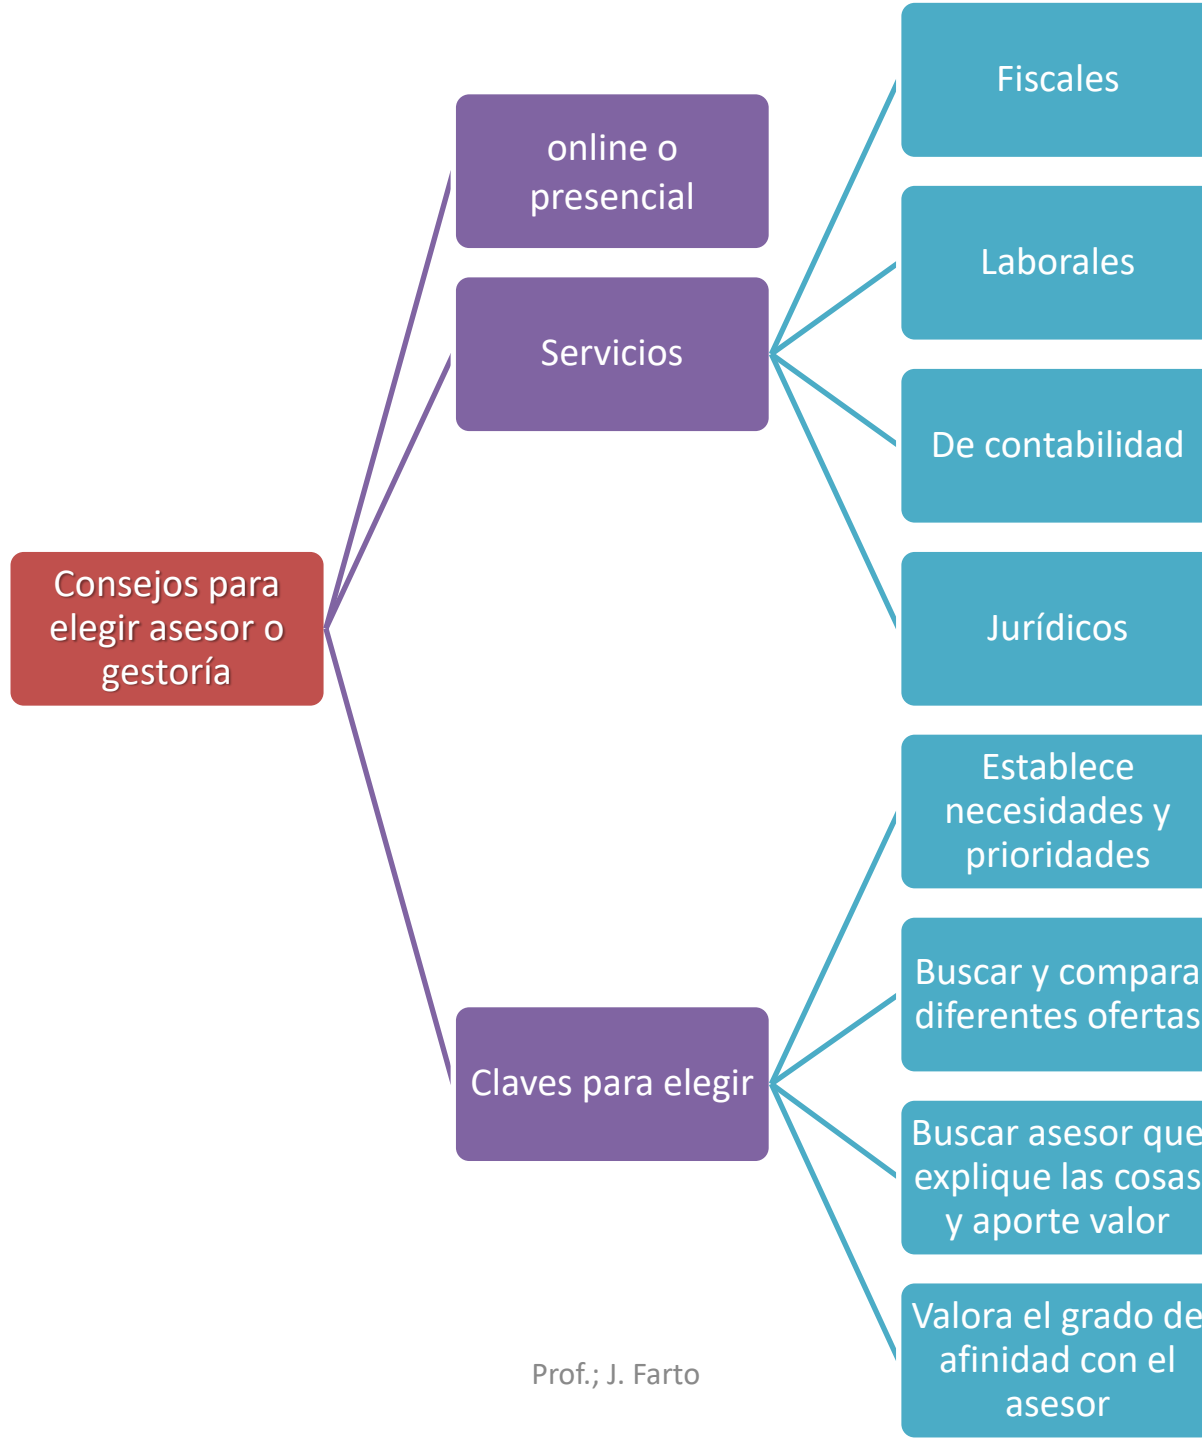 Consejos para
elegir asesor o
gestoría
online o
presencial
Servicios
Fiscales
Laborales
De contabilidad
Jurídicos
Claves para elegir
Establece
necesidades y
prioridades
Buscar y compara
diferentes ofertas
Buscar asesor que
explique las cosas
y aporte valor
Valora el grado de
afinidad con el
asesor
Prof.; J. Farto